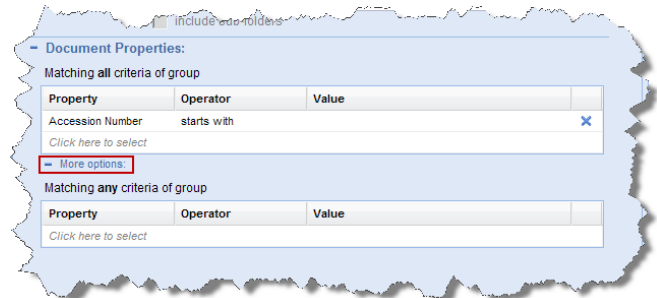 include sub-folders
Document Properties:
Matching all criteria of group
Property Operator Value
Accession Number starts with
Click here to select
More options:
Matching any criteria of group
Property Operator Value
Click here to select